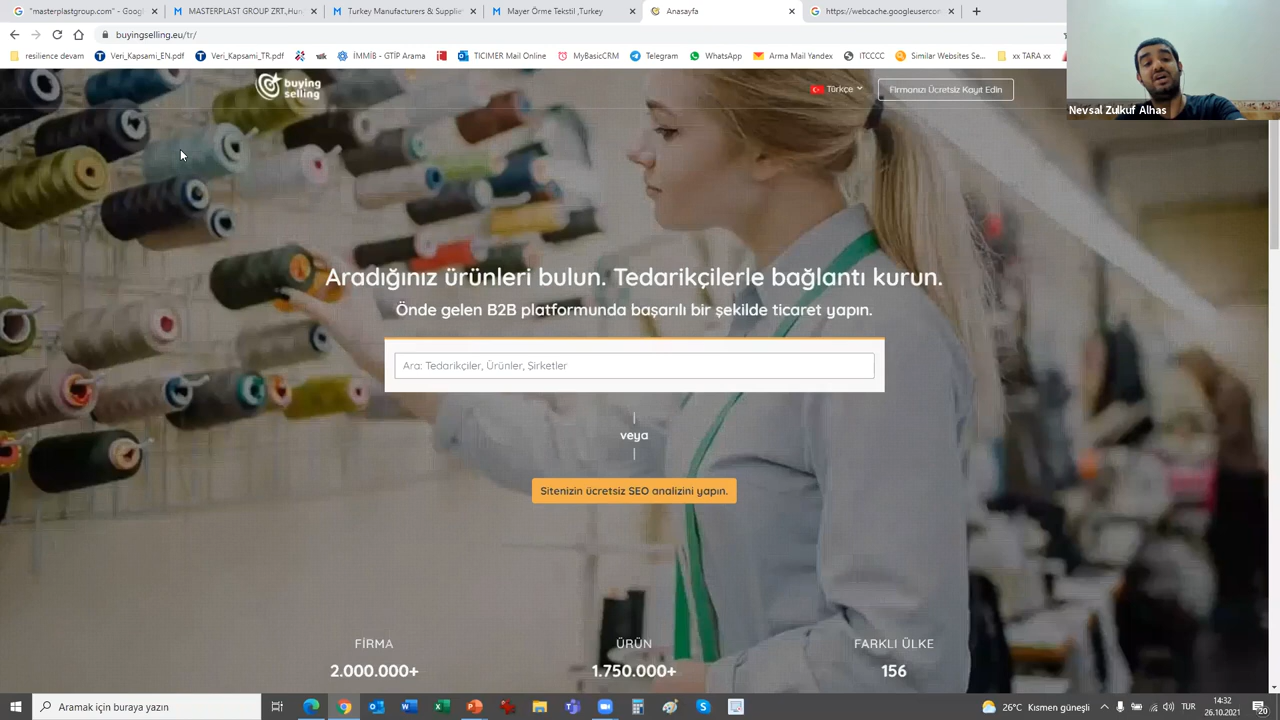 "masterplastgroup.com" - Googl
MASTERPLAST GROUP ZRT.,Hung
Turkey Manufacturers & Supplie
Mayer Örme Tekstil ,Turkey
Anasayfa
https://webcache.googleusercon
buyingselling.eu/tr/
resilience devam
Veri_Kapsami_EN.pdf
Veri_Kapsami_TR.pdf
İMMİB - GTİP Arama
TICIMER Mail Online
MyBasicCRM
Telegram
WhatsApp
Arma Mail Yandex
ITCCCC
Similar Websites Se...
xx TARA xx
Nevsal Zulkuf Alhas
buying
selling
Türkçe
Firmanızı Ücretsiz Kayıt Edin
Aradığınız ürünleri bulun. Tedarikçilerle bağlantı kurun.
Önde gelen B2B platformunda başarılı bir şekilde ticaret yapın.
Ara: Tedarikçiler, Ürünler, Şirketler
veya
Sitenizin ücretsiz SEO analizini yapın.
FİRMA
ÜRÜN
FARKLI ÜLKE
2.000.000+
1.750.000+
156
Aramak için buraya yazın
26°C Kısmen güneşli
TUR
14:32
26.10.2021
20